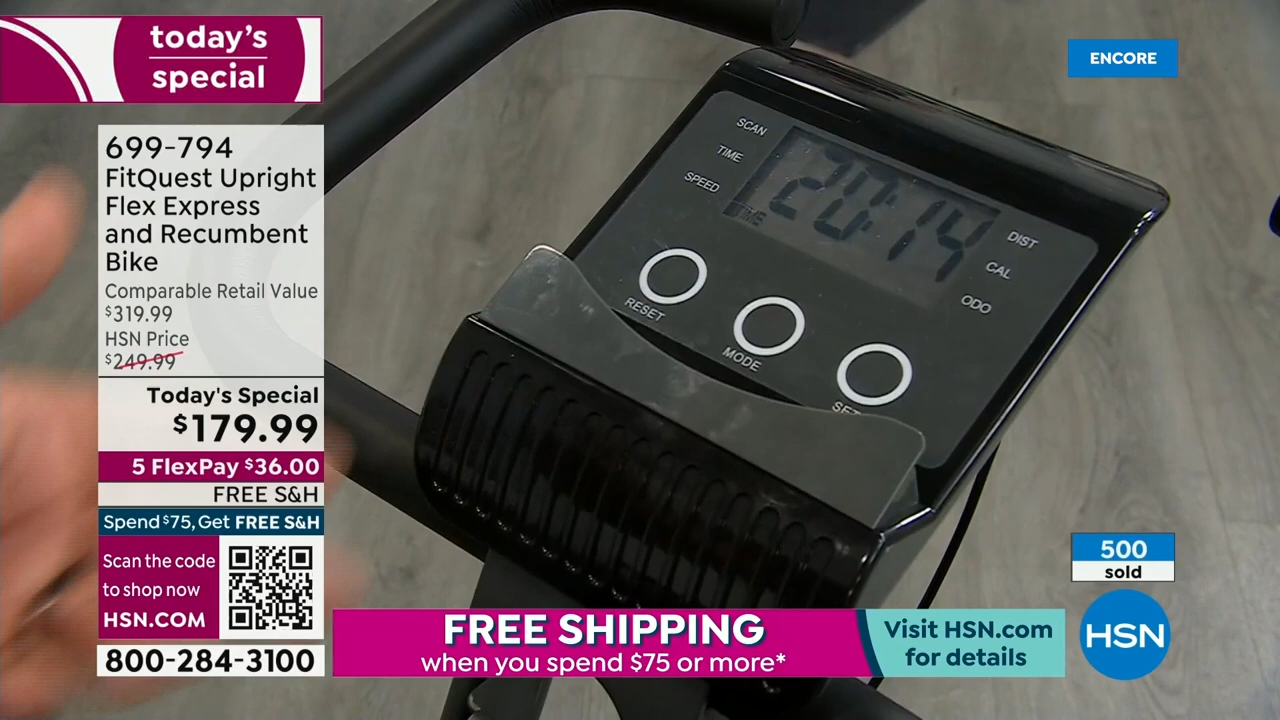 today's
special
ENCORE
699-794
FitQuest Upright
Flex Express
and Recumbent
Bike
Comparable Retail Value
$319.99
HSN Price
$249.99
Today's Special
$179.99
5 FlexPay $36.00
FREE S&H
Spend $75, Get FREE S&H
Scan the code
to shop now
HSN.COM
800-284-3100
SCAN
TIME
SPEED
TIME
20:14
DIST
CAL
ODO
RESET
MODE
SET
500
sold
FREE SHIPPING
when you spend $75 or more*
Visit HSN.com
for details
HSN